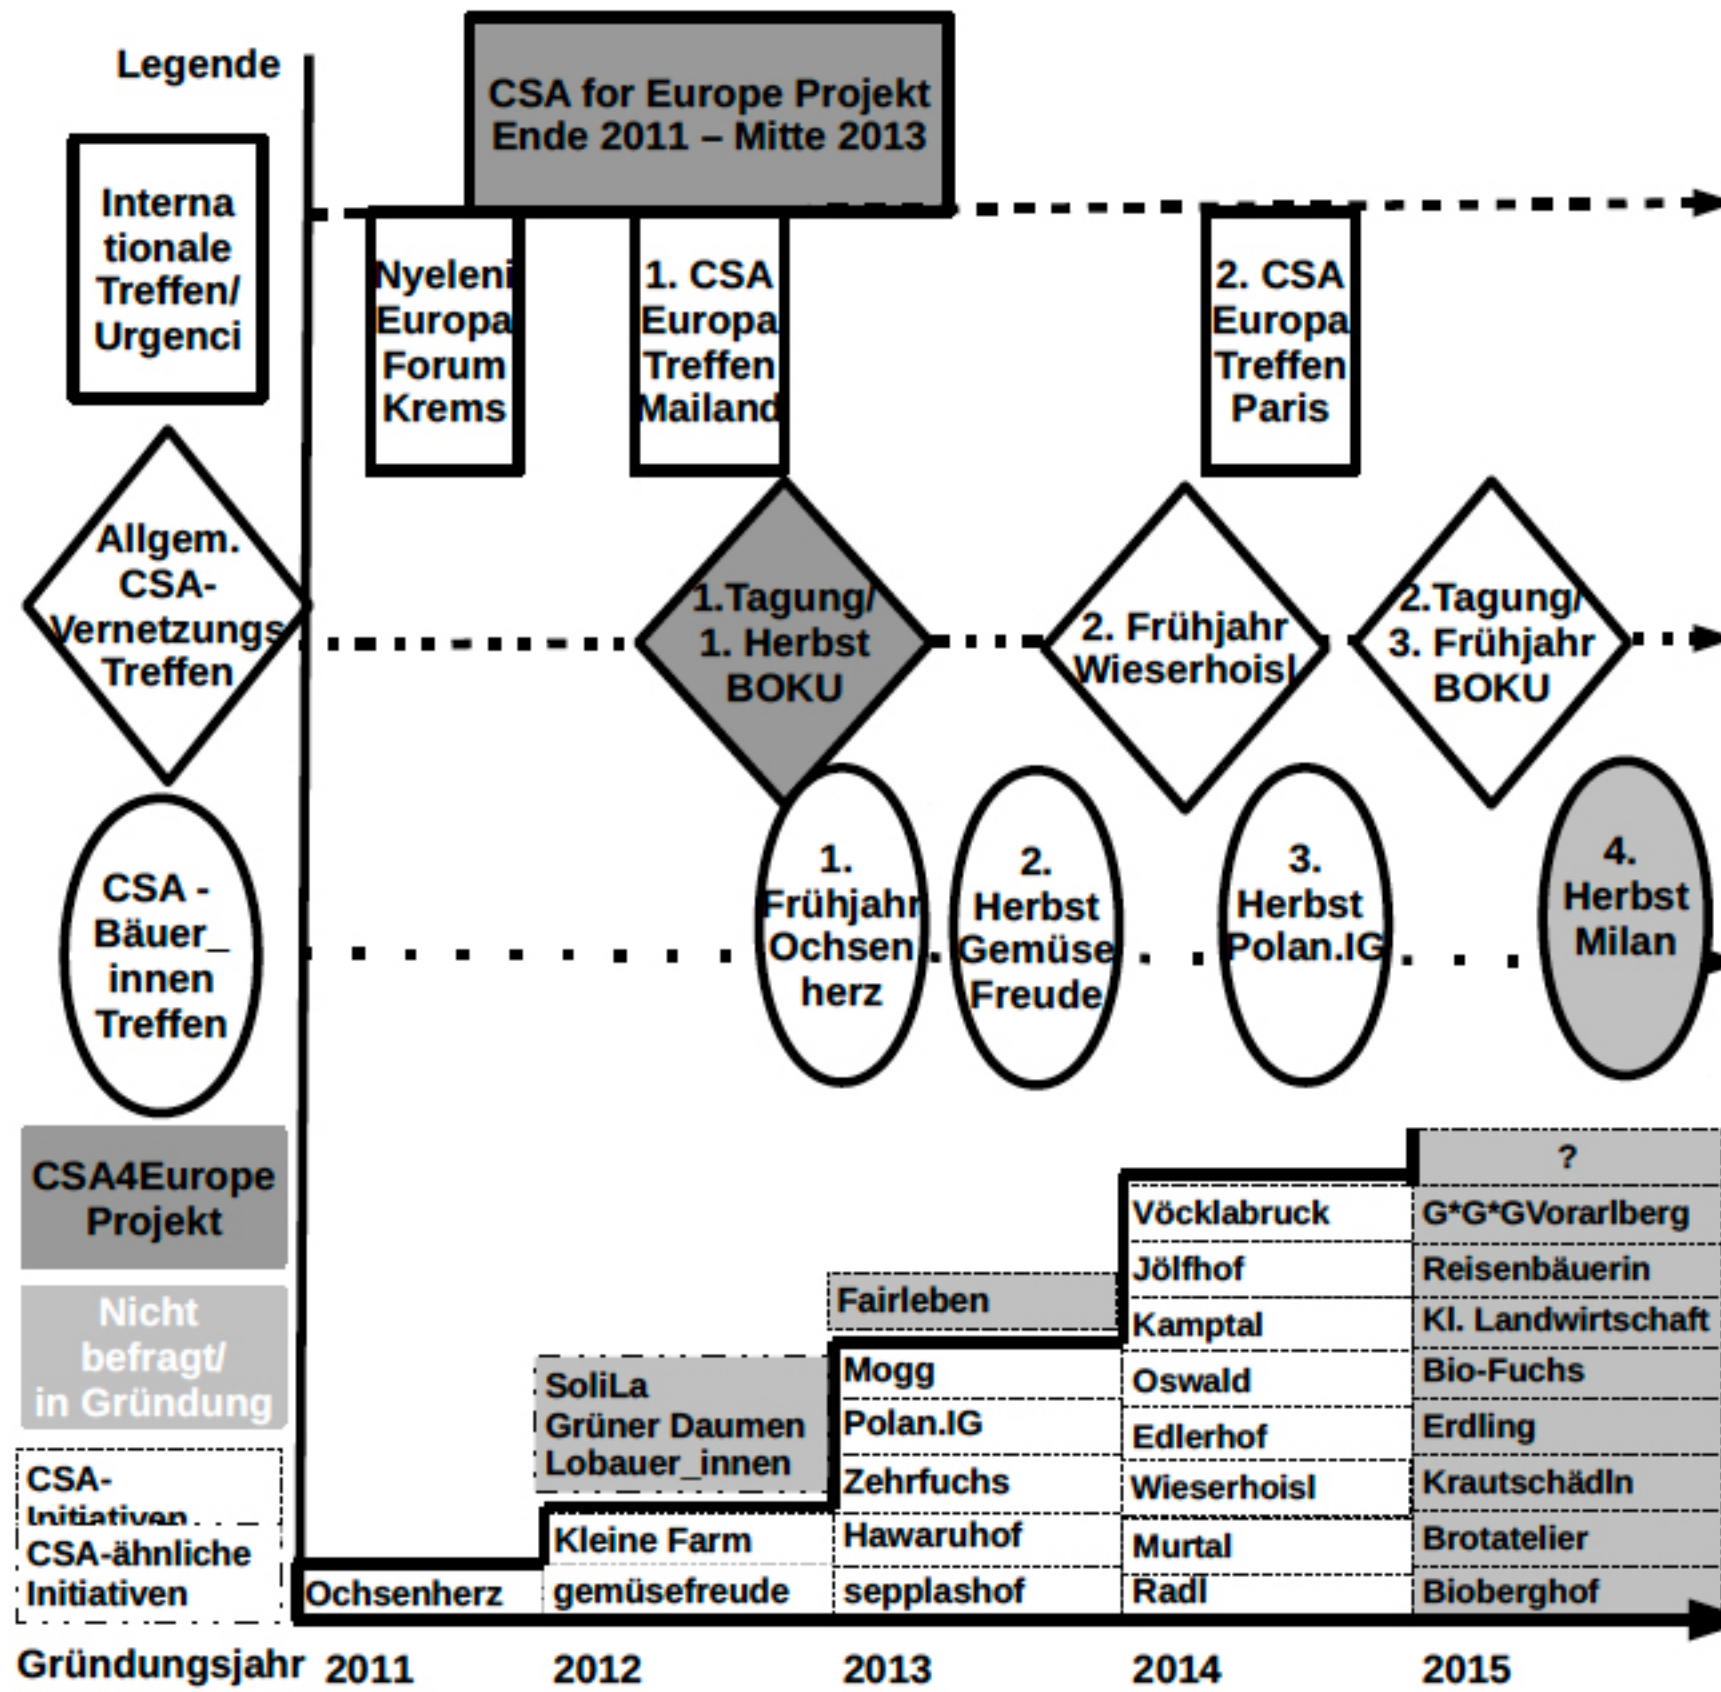 Legende
CSA for Europe Projekt
Ende 2011 – Mitte 2013
Interna
tionale
Treffen/
Urgenci
Nyeleni
Europa
Forum
Krems
1. CSA
Europa
Treffen
Mailand
2. CSA
Europa
Treffen
Paris
Allgem.
CSA-
Vernetzungs
Treffen
1.Tagung/
1. Herbst
BOKU
2. Frühjahr
Wieserhoisl
2.Tagung/
3. Frühjahr
BOKU
CSA -
Bäuer_
innen
Treffen
1.
Frühjahr
Ochsen
herz
2.
Herbst
Gemüse
Freude
3.
Herbst
Polan.IG
4.
Herbst
Milan
CSA4Europe
Projekt
Nicht
befragt/
in Gründung
CSA-
Initiativen
CSA-ähnliche
Initiativen
Ochsenherz
SoliLa
Grüner Daumen
Lobauer_innen
Kleine Farm
gemüsefreude
Fairleben
Mogg
Polan.IG
Zehrfuchs
Hawaruhof
sepplashof
Vöcklabruck
Jölfhof
Kamptal
Oswald
Edlerhof
Wieserhoisl
Murtal
Radl
?
G*G*GVorarlberg
Reisenbäuerin
Kl. Landwirtschaft
Bio-Fuchs
Erdling
Krautschädln
Brotatelier
Bioberghof
Gründungsjahr 2011 2012 2013 2014 2015